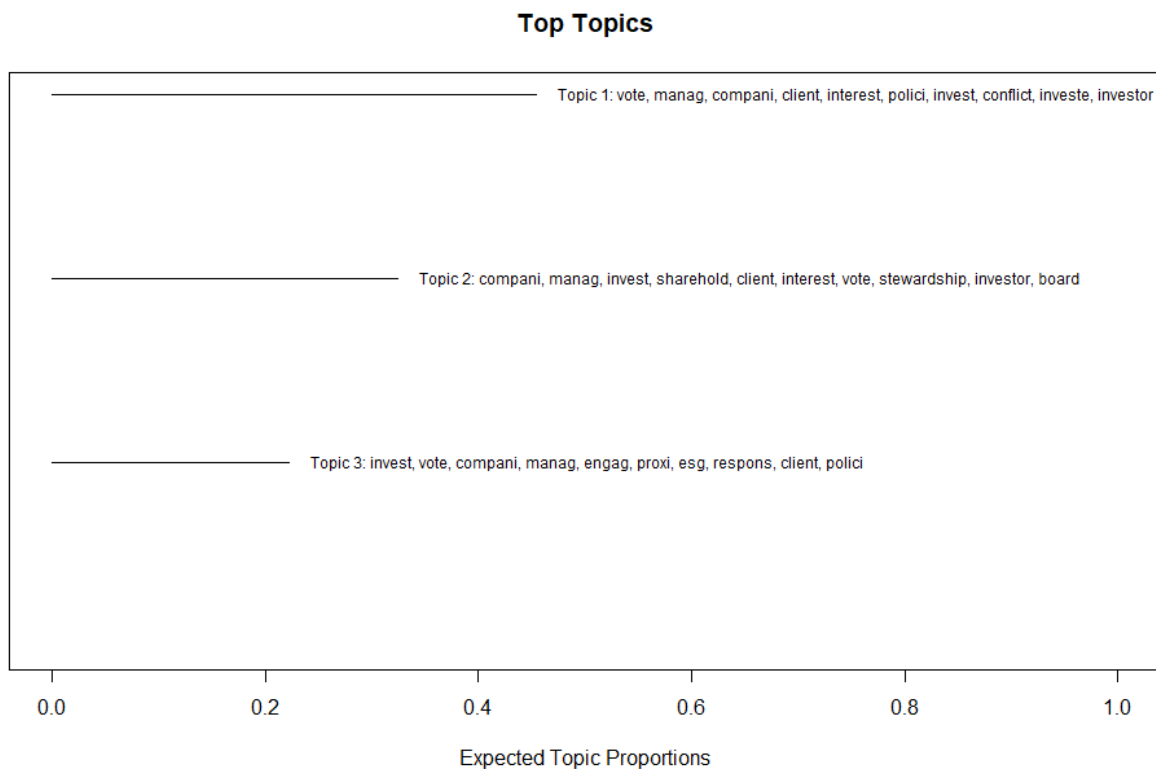 Top Topics
Topic 1: vote, manag, compani, client, interest, polici, invest, conflict, investe, investor
Topic 2: compani, manag, invest, sharehold, client, interest, vote, stewardship, investor, board
Topic 3: invest, vote, compani, manag, engag, proxi, esg, respons, client, polici
0.0 0.2 0.4 0.6 0.8 1.0
Expected Topic Proportions